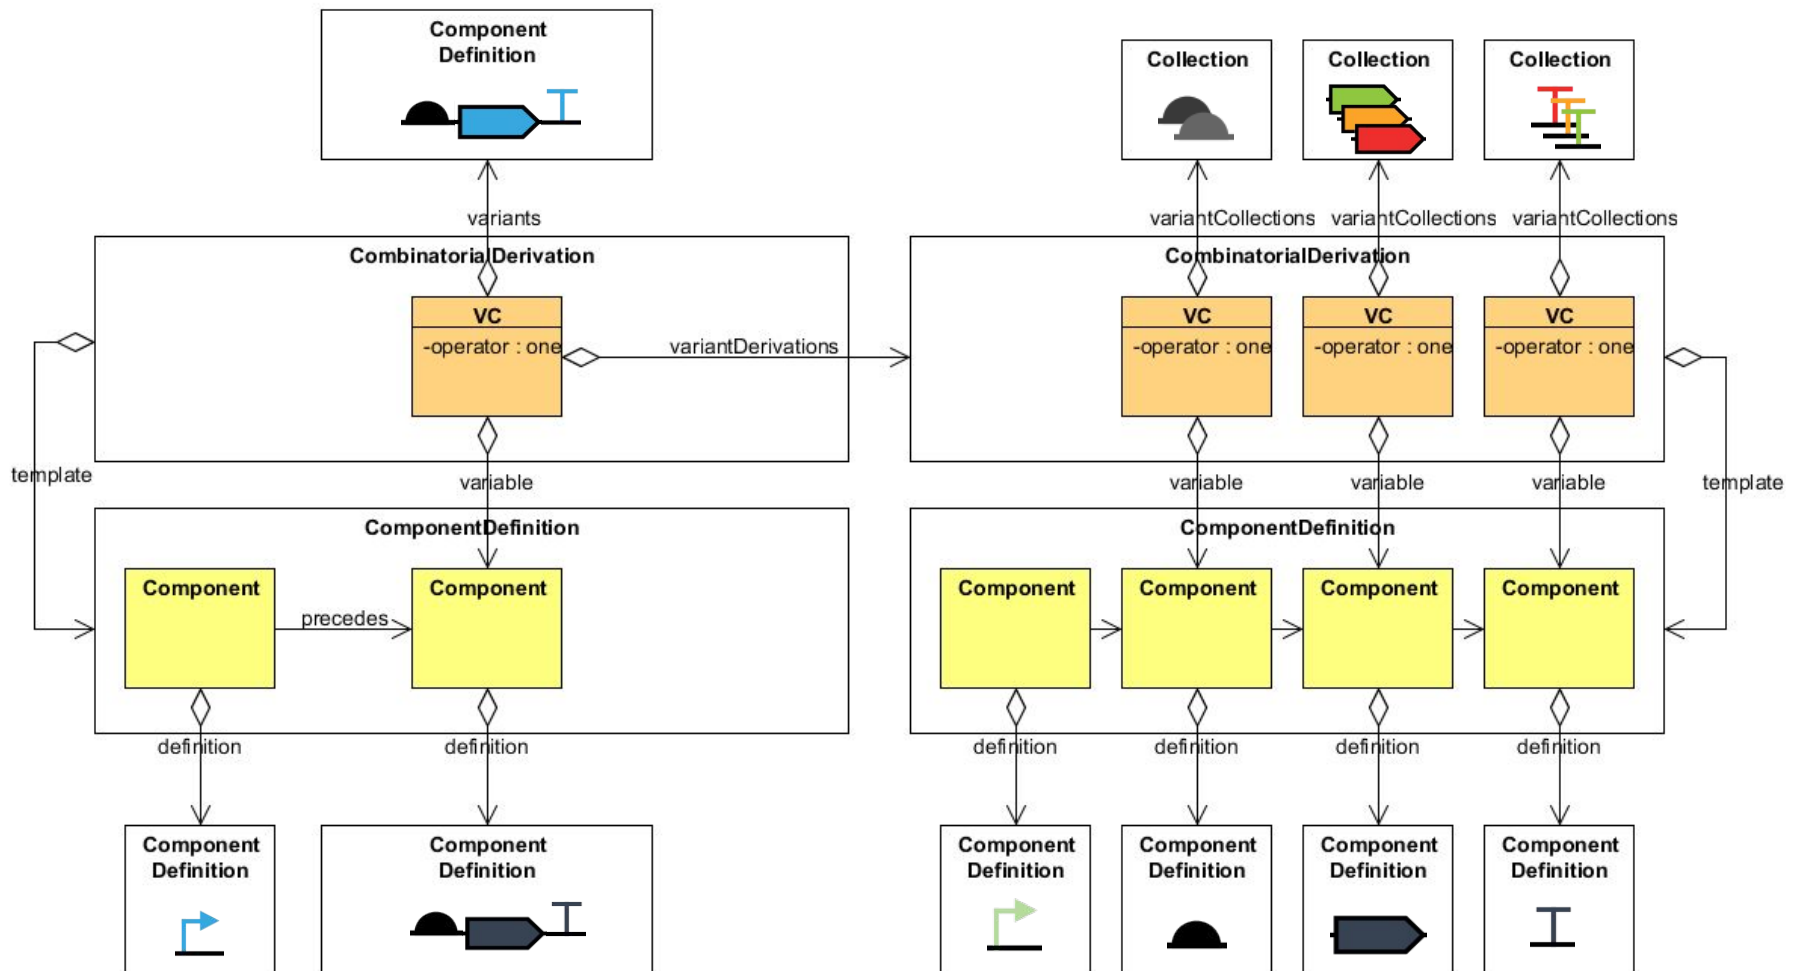 Component
Definition
Collection
Collection
Collection
variants
variantCollections
variantCollections
variantCollections
CombinatorialDerivation
CombinatorialDerivation
VC
-operator : one
variantDerivations
VC
-operator : one
VC
-operator : one
VC
-operator : one
template
variable
variable
variable
variable
template
ComponentDefinition
ComponentDefinition
Component
precedes
Component
Component
Component
Component
Component
definition
definition
definition
definition
definition
definition
Component
Definition
Component
Definition
Component
Definition
Component
Definition
Component
Definition
Component
Definition